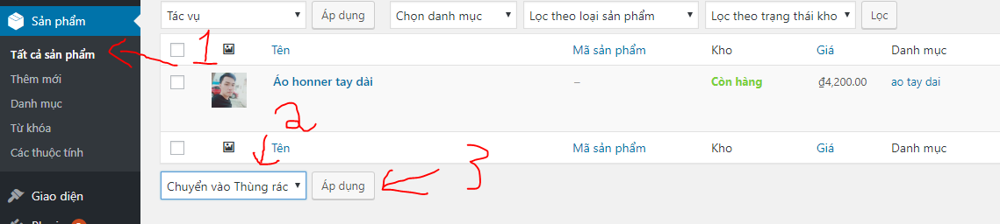 Sản phẩm
Tất cả sản phẩm
Thêm mới
Danh mục
Từ khóa
Các thuộc tính
Giao diện
Tác vụ Áp dụng Chọn danh mục Lọc theo loại sản phẩm Lọc theo trạng thái kho Lọc
1
Tên Mã sản phẩm Kho Giá Danh mục
Áo honner tay dài – Còn hàng ₫4,200.00 ao tay dai
2
Tên Mã sản phẩm Kho Giá Danh mục
Chuyển vào Thùng rác Áp dụng 3